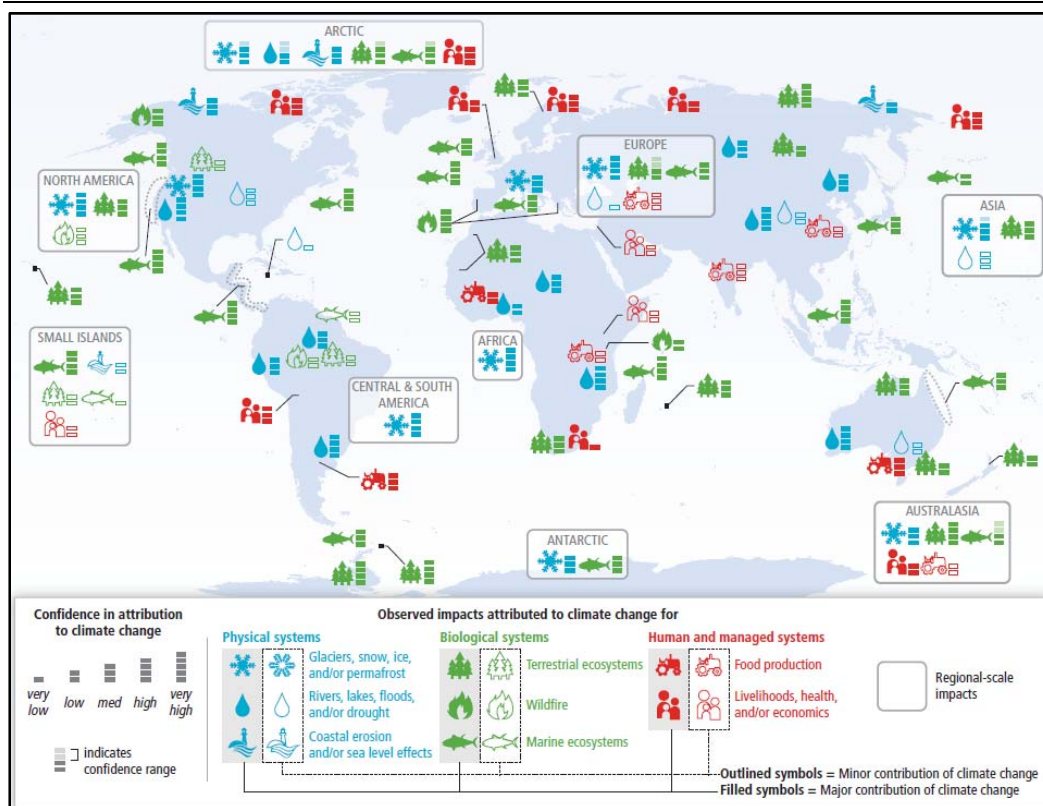 ARCTIC
NORTH AMERICA
EUROPE
ASIA
SMALL ISLANDS
AFRICA
CENTRAL & SOUTH
AMERICA
ANTARCTIC
AUSTRALASIA
Confidence in attribution
to climate change
very
low
low
med
high
very
high
indicates
confidence range
Observed impacts attributed to climate change for
Physical systems
Glaciers, snow, ice,
and/or permafrost
Rivers, lakes, floods,
and/or drought
Coastal erosion
and/or sea level effects
Biological systems
Terrestrial ecosystems
Wildfire
Marine ecosystems
Human and managed systems
Food production
Livelihoods, health,
and/or economics
Regional-scale
impacts
Outlined symbols = Minor contribution of climate change
Filled symbols = Major contribution of climate change